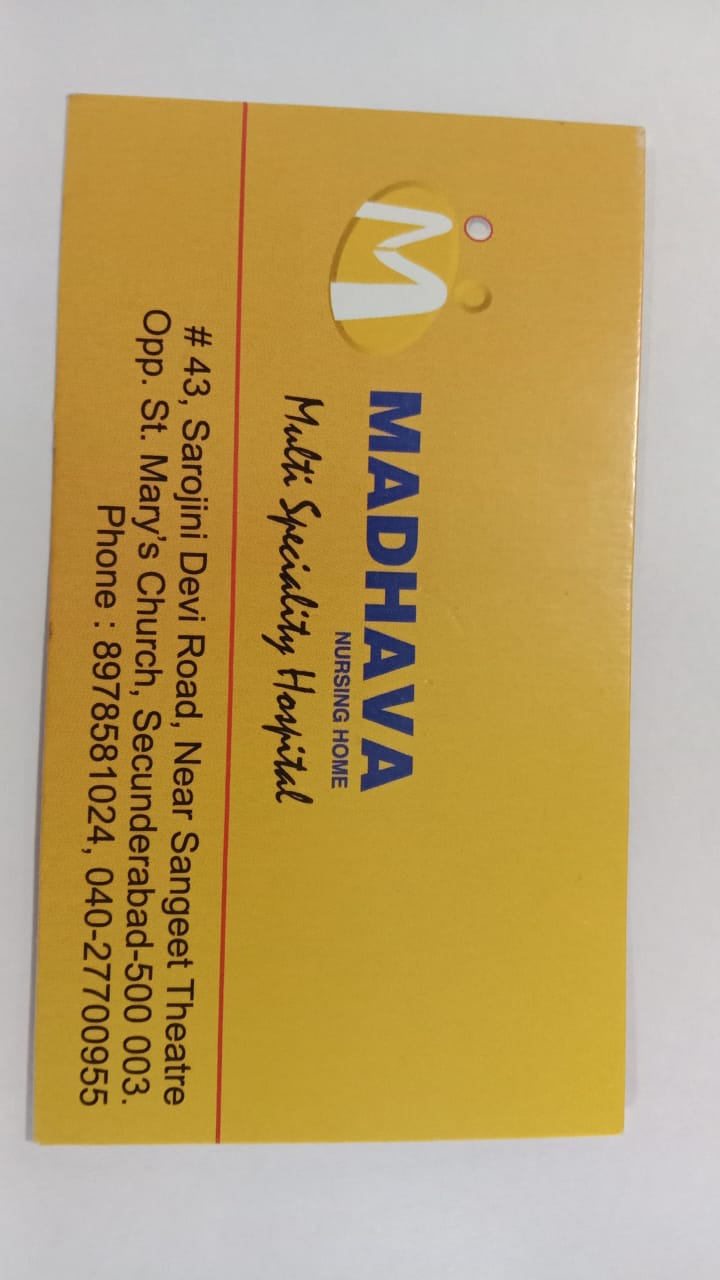 M
MADHAVA
NURSING HOME
Multi Speciality Hospital
# 43, Sarojini Devi Road, Near Sangeet Theatre
Opp. St. Mary's Church, Secunderabad-500 003.
Phone : 8978581024, 040-27700955